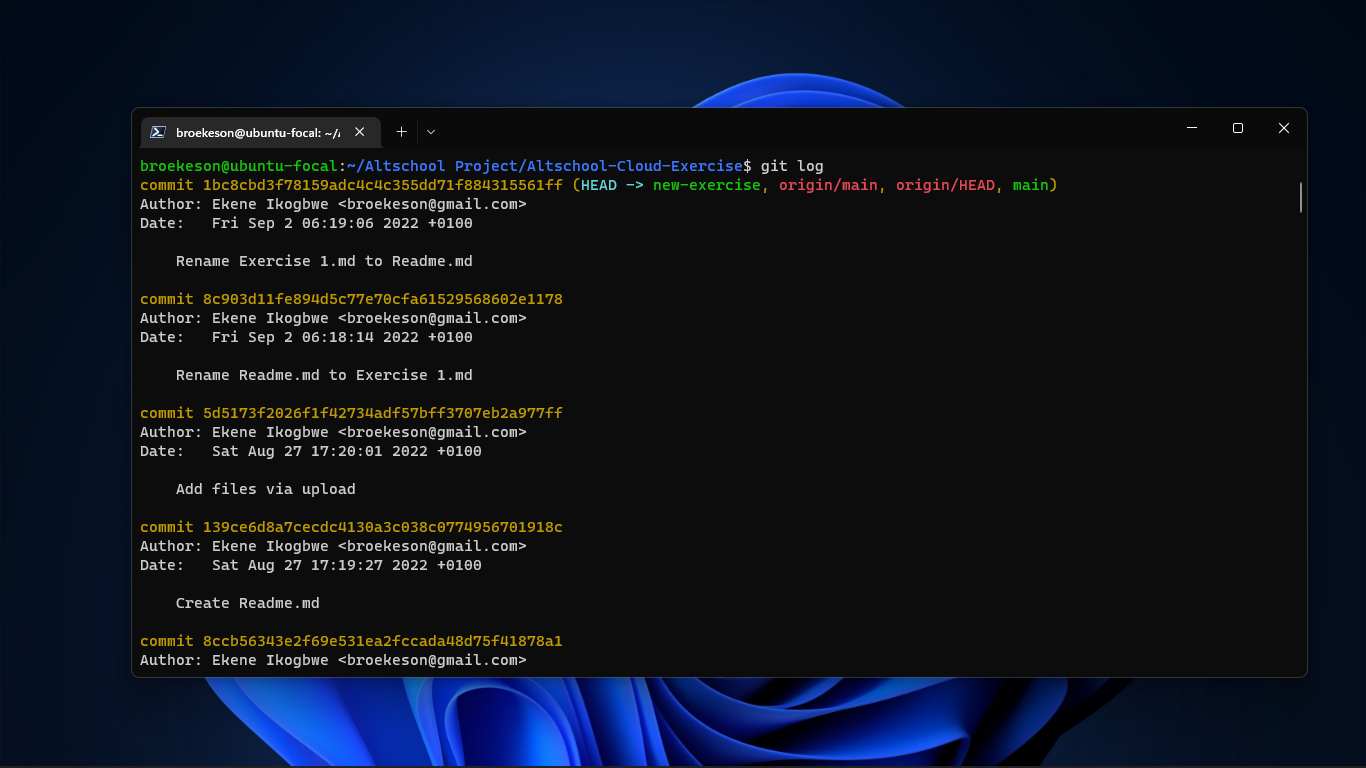 broekeson@ubuntu-focal: ~/A
broekeson@ubuntu-focal:~/Altschool Project/Altschool-Cloud-Exercise$ git log
commit 1bc8cbd3f78159adc4c4c355dd71f884315561ff (HEAD -> new-exercise, origin/main, origin/HEAD, main)
Author: Ekene Ikogbwe <broekeson@gmail.com>
Date:   Fri Sep 2 06:19:06 2022 +0100
Rename Exercise 1.md to Readme.md
commit 8c903d11fe894d5c77e70cfa61529568602e1178
Author: Ekene Ikogbwe <broekeson@gmail.com>
Date:   Fri Sep 2 06:18:14 2022 +0100
Rename Readme.md to Exercise 1.md
commit 5d5173f2026f1f42734adf57bff3707eb2a977ff
Author: Ekene Ikogbwe <broekeson@gmail.com>
Date:   Sat Aug 27 17:20:01 2022 +0100
Add files via upload
commit 139ce6d8a7cecdc4130a3c038c0774956701918c
Author: Ekene Ikogbwe <broekeson@gmail.com>
Date:   Sat Aug 27 17:19:27 2022 +0100
Create Readme.md
commit 8ccb56343e2f69e531ea2fccada48d75f41878a1
Author: Ekene Ikogbwe <broekeson@gmail.com>